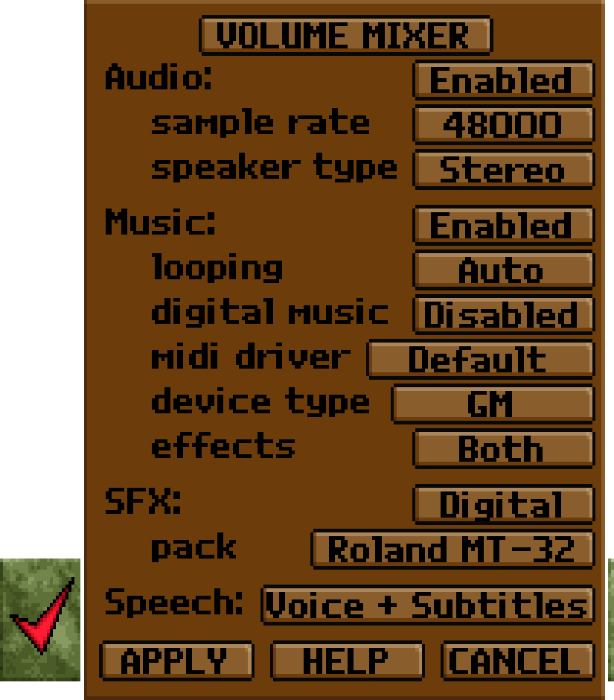 VOLUME MIXER
Audio: Enabled
sample rate 48000
speaker type Stereo
Music: Enabled
looping Auto
digital music Disabled
midi driver Default
device type GM
effects Both
SFX: Digital
pack Roland MT-32
Speech: Voice + Subtitles
APPLY HELP CANCEL